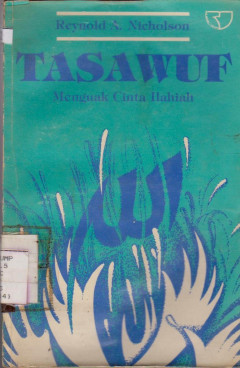 Reynold A. Nicholson
TASAWUF
Menguak Cinta Ilahiah